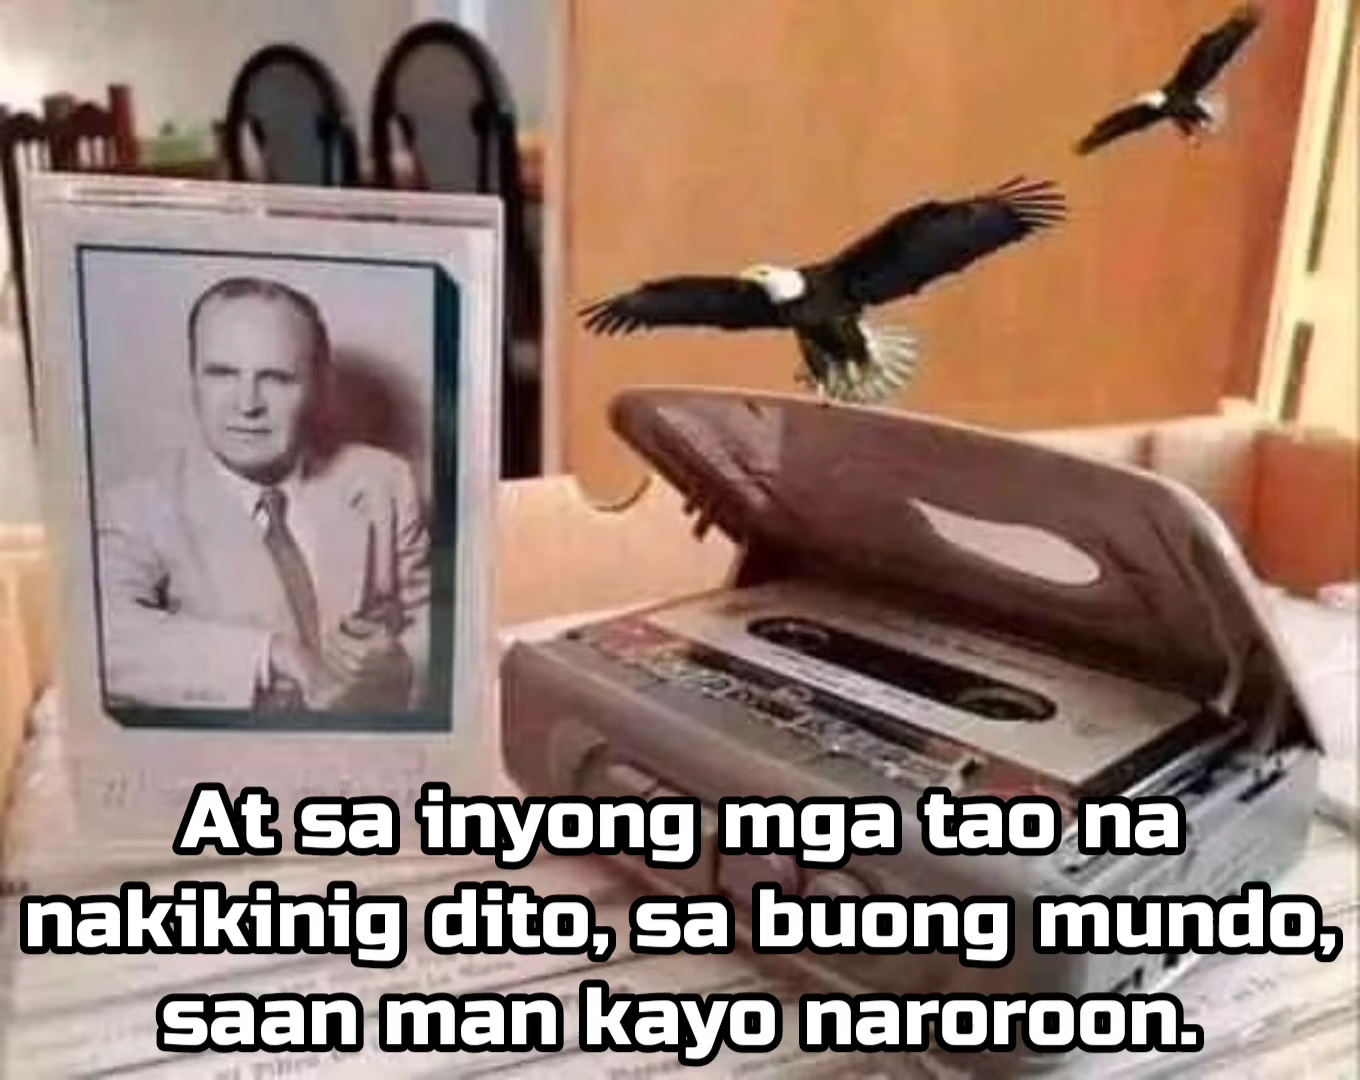 At sa inyong mga tao na
nakikinig dito, sa buong mundo,
saan man kayo naroroon.